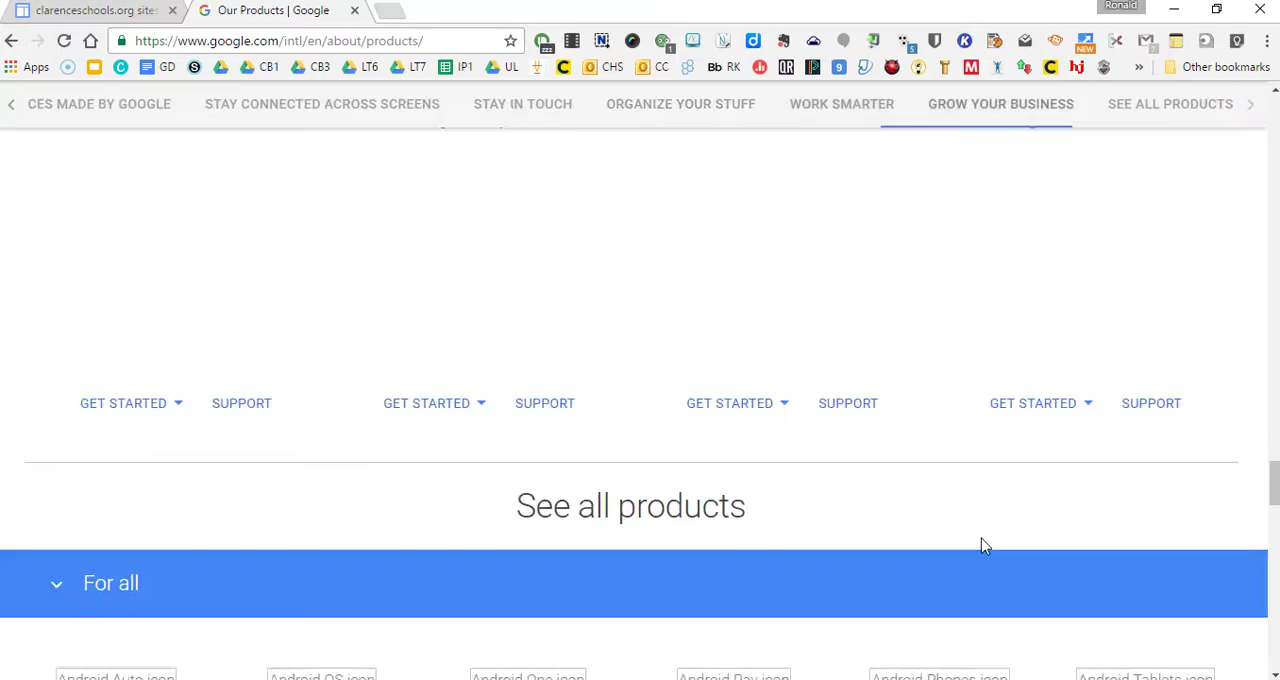 clarenceschools.org site:
Our Products | Google
Ronald
https://www.google.com/intl/en/about/products/
Apps GD CB1 CB3 LT6 LT7 IP1 UL CHS CC Bb RK Other bookmarks
CES MADE BY GOOGLE STAY CONNECTED ACROSS SCREENS STAY IN TOUCH ORGANIZE YOUR STUFF WORK SMARTER GROW YOUR BUSINESS SEE ALL PRODUCTS
GET STARTED SUPPORT GET STARTED SUPPORT GET STARTED SUPPORT GET STARTED SUPPORT
See all products
For all
Android Auto icon Android OS icon Android One icon Android Pay icon Android Phones icon Android Tablets icon